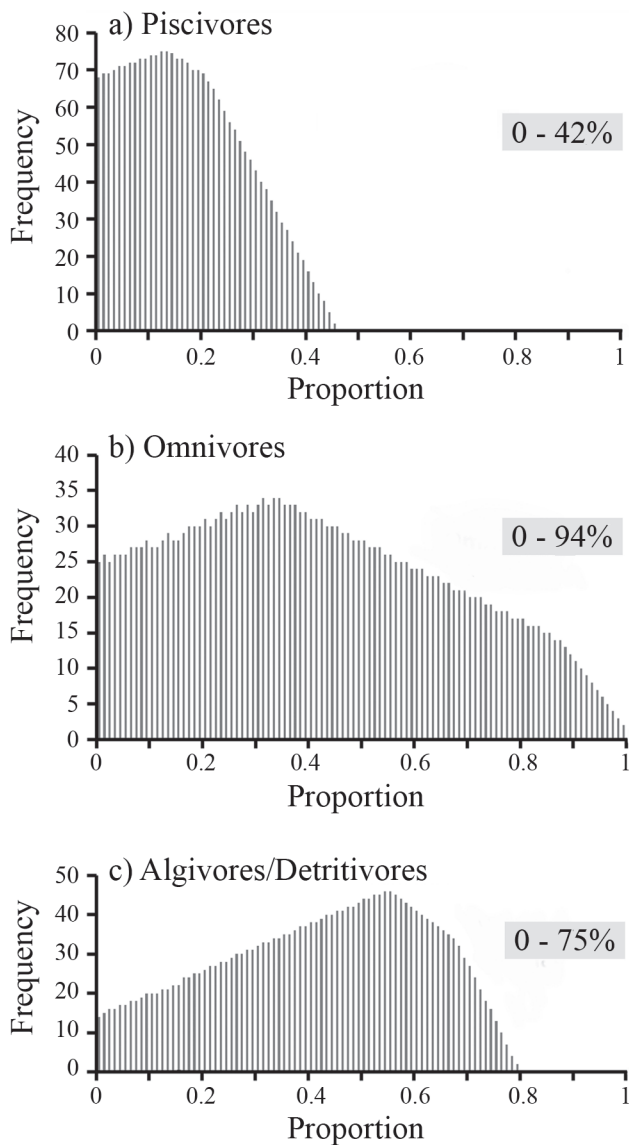 a) Piscivores
80
70
60
50
40
30
20
10
0
Frequency
0 - 42%
0 0.2 0.4 0.6 0.8 1
Proportion
b) Omnivores
40
35
30
25
20
15
10
5
0
Frequency
0 - 94%
0 0.2 0.4 0.6 0.8 1
Proportion
c) Algivores/Detritivores
50
40
30
20
10
0
Frequency
0 - 75%
0 0.2 0.4 0.6 0.8 1
Proportion